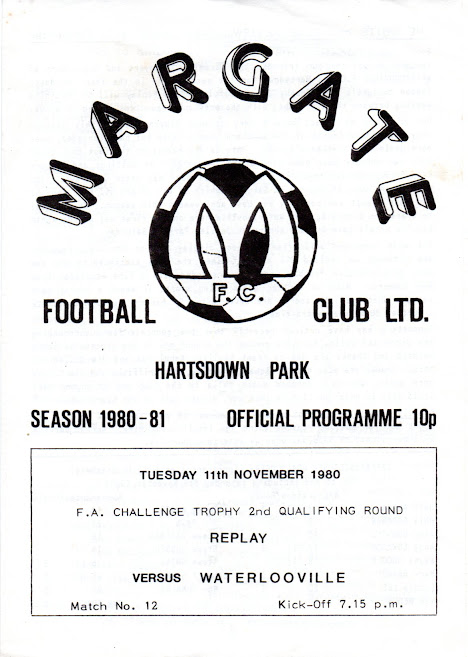 MARGATE
F.C.
FOOTBALL CLUB LTD.
HARTSDOWN PARK
SEASON 1980-81 OFFICIAL PROGRAMME 10p
TUESDAY 11th NOVEMBER 1980
F.A. CHALLENGE TROPHY 2nd QUALIFYING ROUND
REPLAY
VERSUS WATERLOOVILLE
Match No. 12 Kick-Off 7.15 p.m.